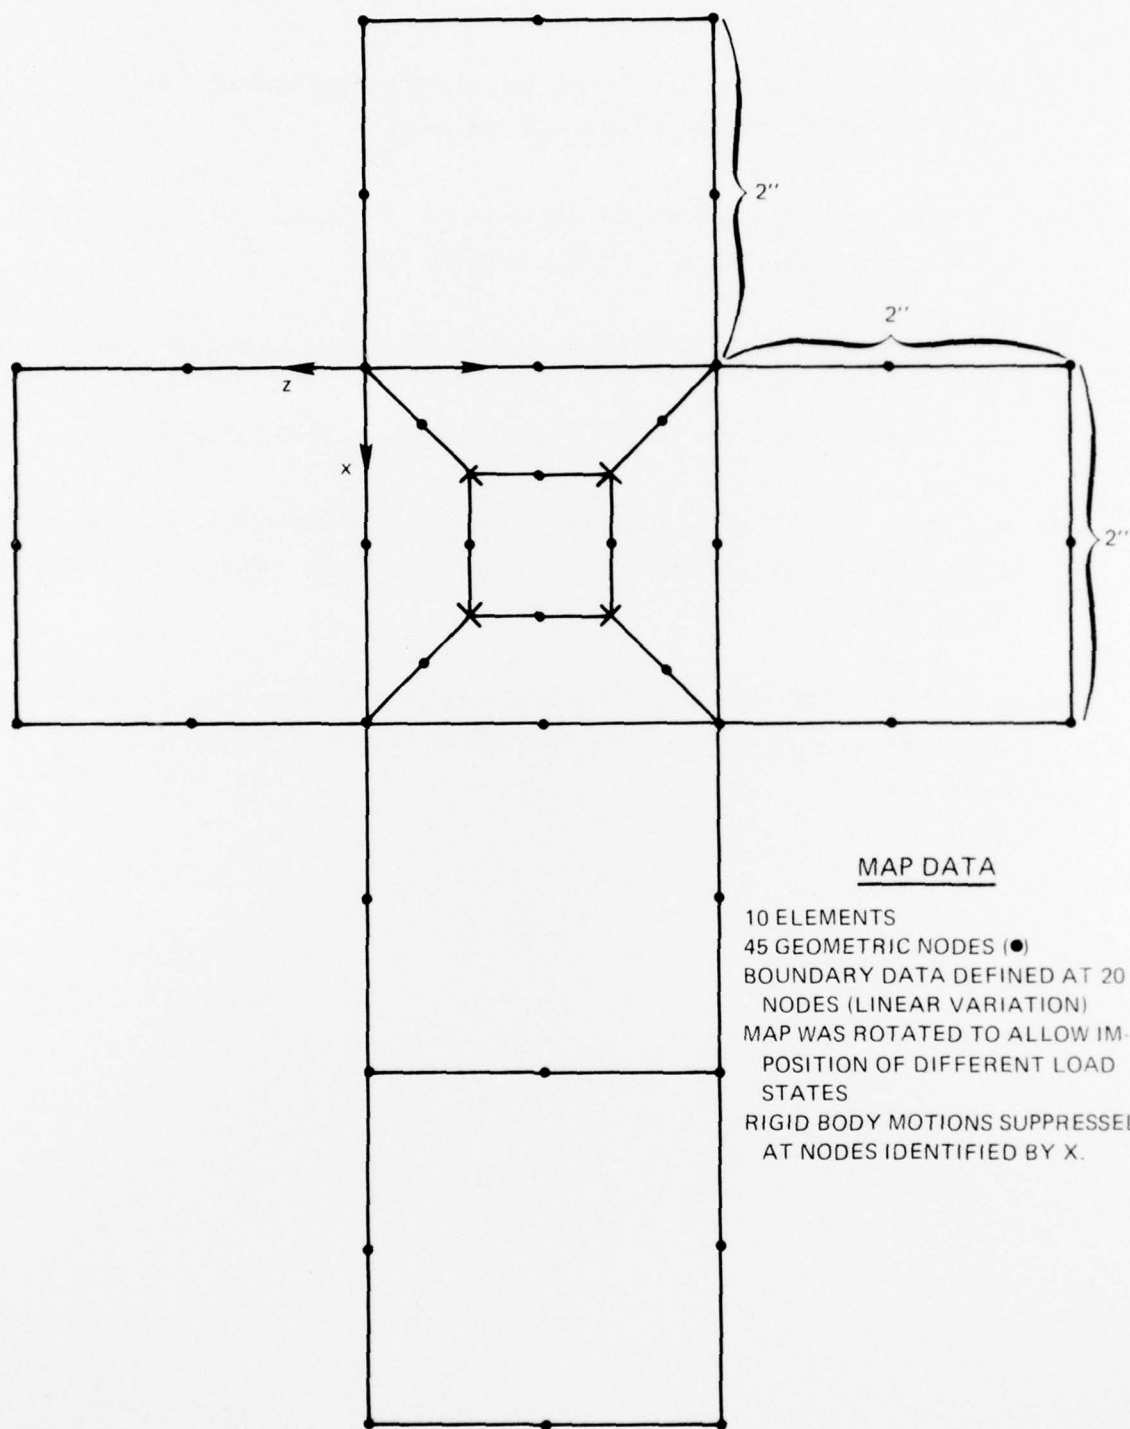 2''
2''
z
x
2''
MAP DATA
10 ELEMENTS
45 GEOMETRIC NODES (●)
BOUNDARY DATA DEFINED AT 20
NODES (LINEAR VARIATION)
MAP WAS ROTATED TO ALLOW IM-
POSITION OF DIFFERENT LOAD
STATES
RIGID BODY MOTIONS SUPPRESSED
AT NODES IDENTIFIED BY X.